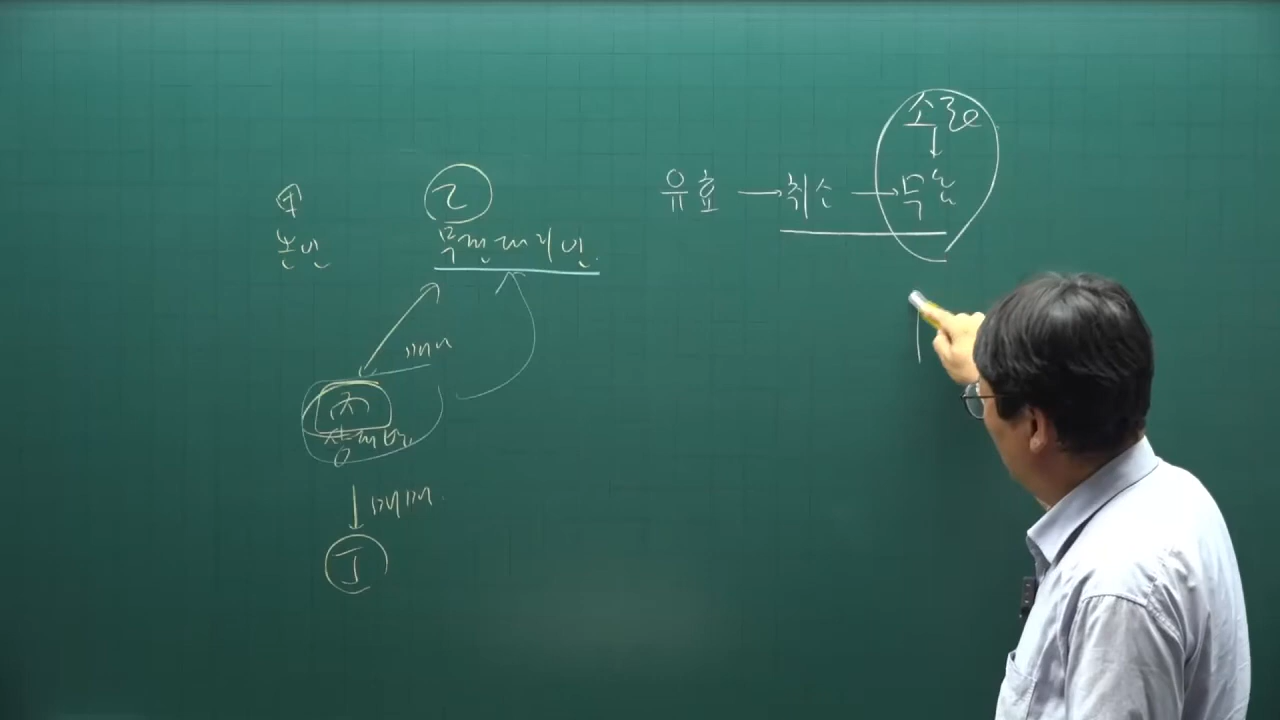 甲
본인
乙
무권대리인
매매
丙
상대방
매매
丁
소급
유효 → 취소 → 무효